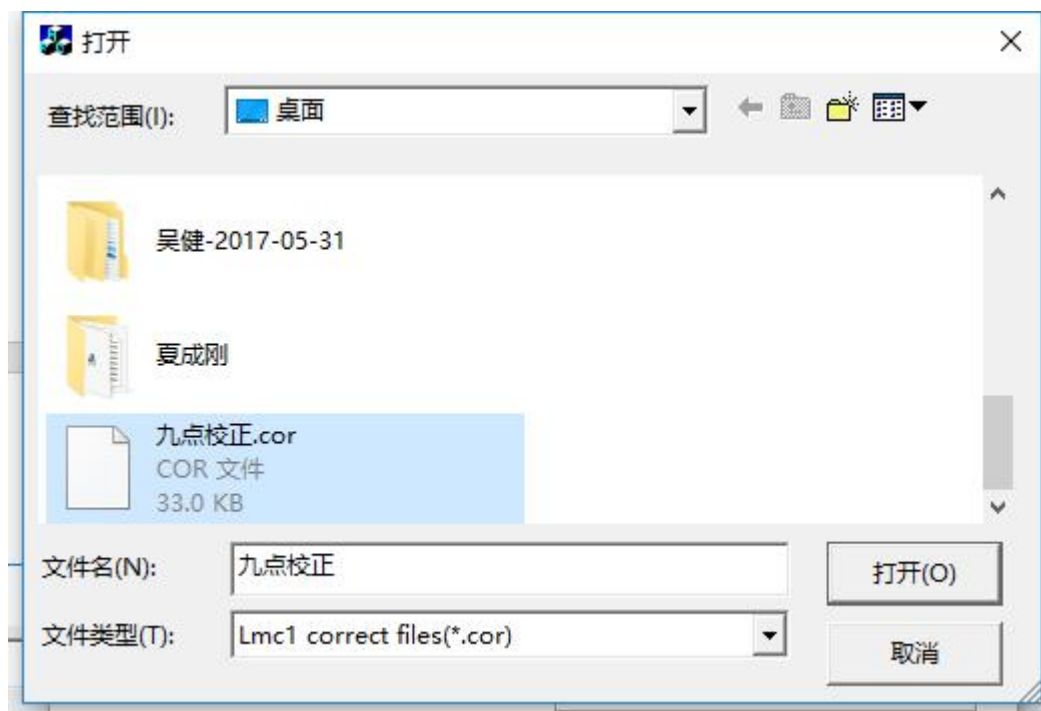 打开
查找范围(I):
桌面
吴健-2017-05-31
夏成刚
九点校正.cor
COR 文件
33.0 KB
文件名(N):
九点校正
打开(O)
文件类型(T):
Lmc1 correct files(*.cor)
取消